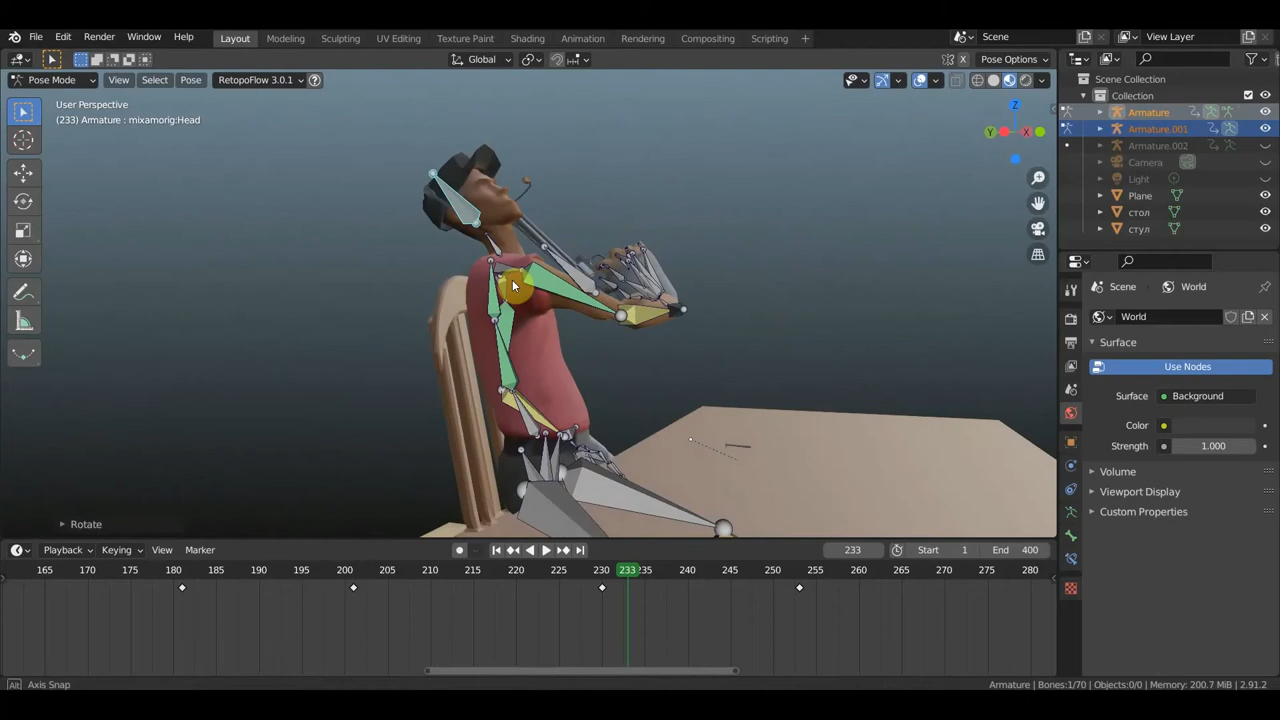 File Edit Render Window Help Layout Modeling Sculpting UV Editing Texture Paint Shading Animation Rendering Compositing Scripting + Scene View Layer
Global X Pose Options
Pose Mode View Select Pose RetopoFlow 3.0.1
User Perspective
(233) Armature : mixamorig:Head
Z
Y X
Scene Collection
Collection
Armature
Armature.001
Armature.002
Camera
Light
Plane
стол
стул
Scene World
World
Surface
Use Nodes
Surface Background
Color
Strength 1.000
Volume
Viewport Display
Custom Properties
Rotate
Playback Keying View Marker 233 Start 1 End 400
165 170 175 180 185 190 195 200 205 210 215 220 225 230 233 235 240 245 250 255 260 265 270 275 280
Alt Axis Snap Armature | Bones:1/70 | Objects:0/0 | Memory: 200.7 MiB | 2.91.2